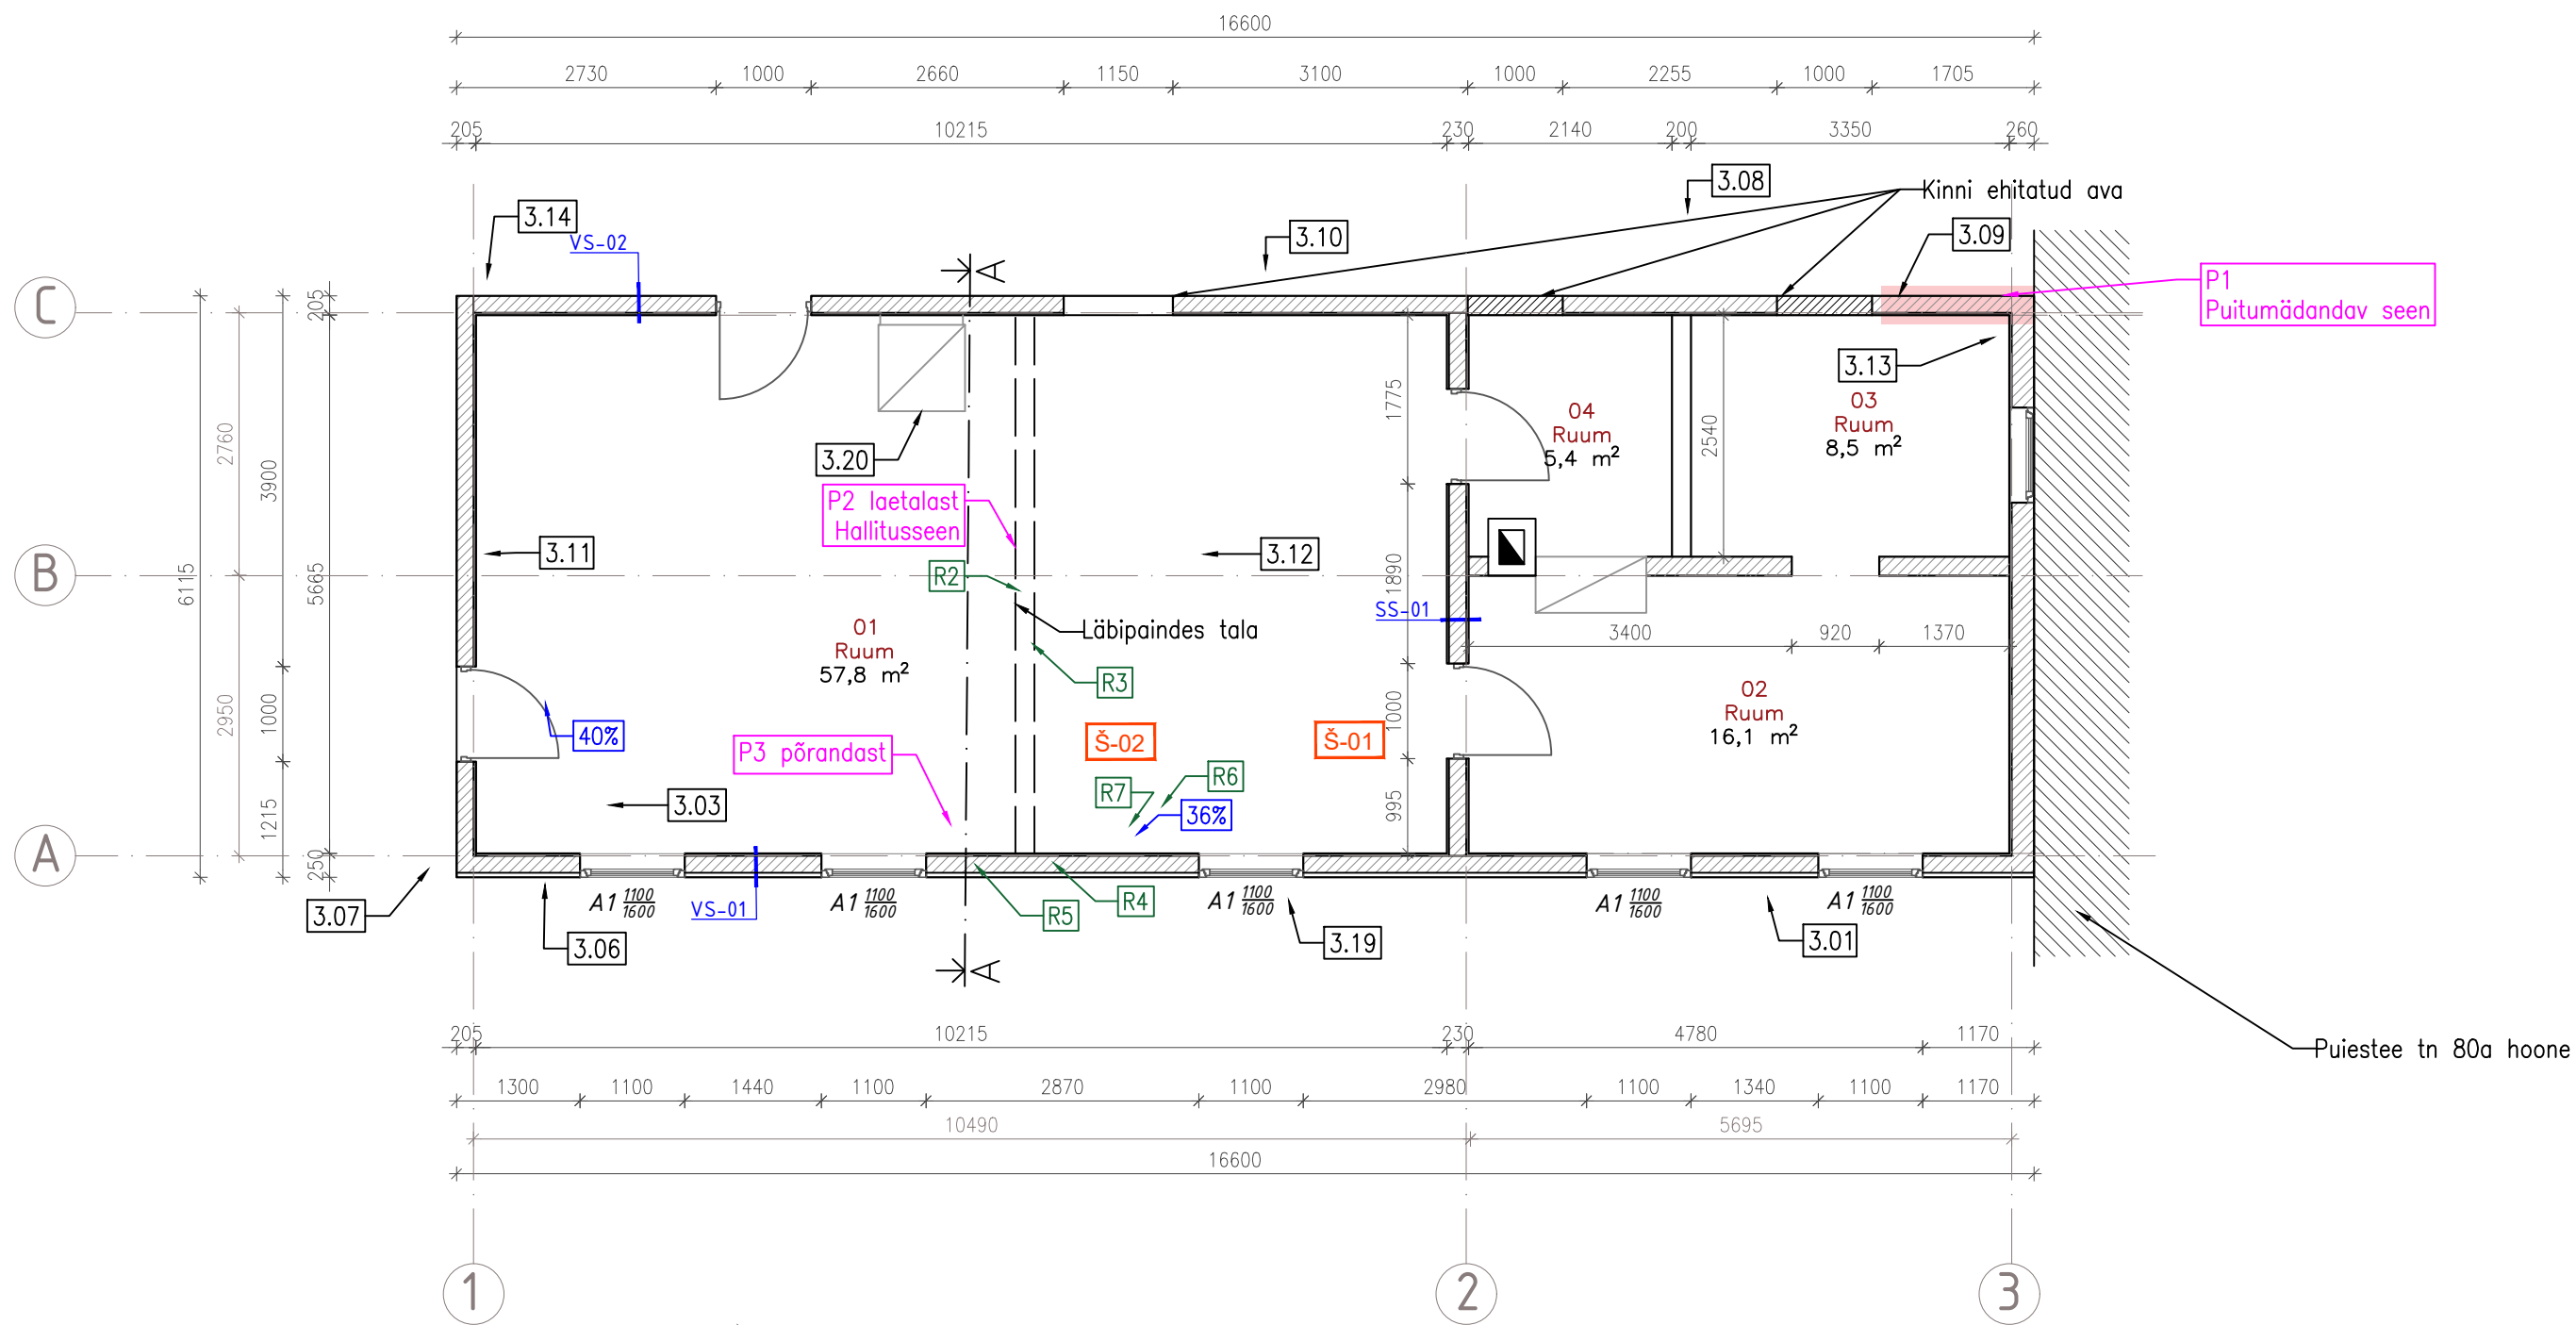 16600
2730 1000 2660 1150 3100 1000 2255 1000 1705
205 10215 230 2140 200 3350 260
3.08
Kinni ehitatud ava
3.14
VS-02
3.10
3.09
A
P1
Puitumädandav seen
C
205
3.13
1775
2540
04
Ruum
5,4 m²
03
Ruum
8,5 m²
2760
3900
3.20
P2 laetalast
Hallitusseen
3.11
3.12
B
6115
5665
R2
1890
SS-01
Läbipaindes tala
01
Ruum
57,8 m²
3400 920 1370
R3
02
Ruum
16,1 m²
2950
1000
40%
P3 põrandast
Š-02
Š-01
1000
R6
R7
36%
3.03
1215
995
A
250
3.07
A1 1100/1600
VS-01
A1 1100/1600
R5
R4
A1 1100/1600
A1 1100/1600
A1 1100/1600
3.06
3.19
3.01
A
205 10215 230 4780 1170
Puiestee tn 80a hoone
1300 1100 1440 1100 2870 1100 2980 1100 1340 1100 1170
10490 5695
16600
1 2 3